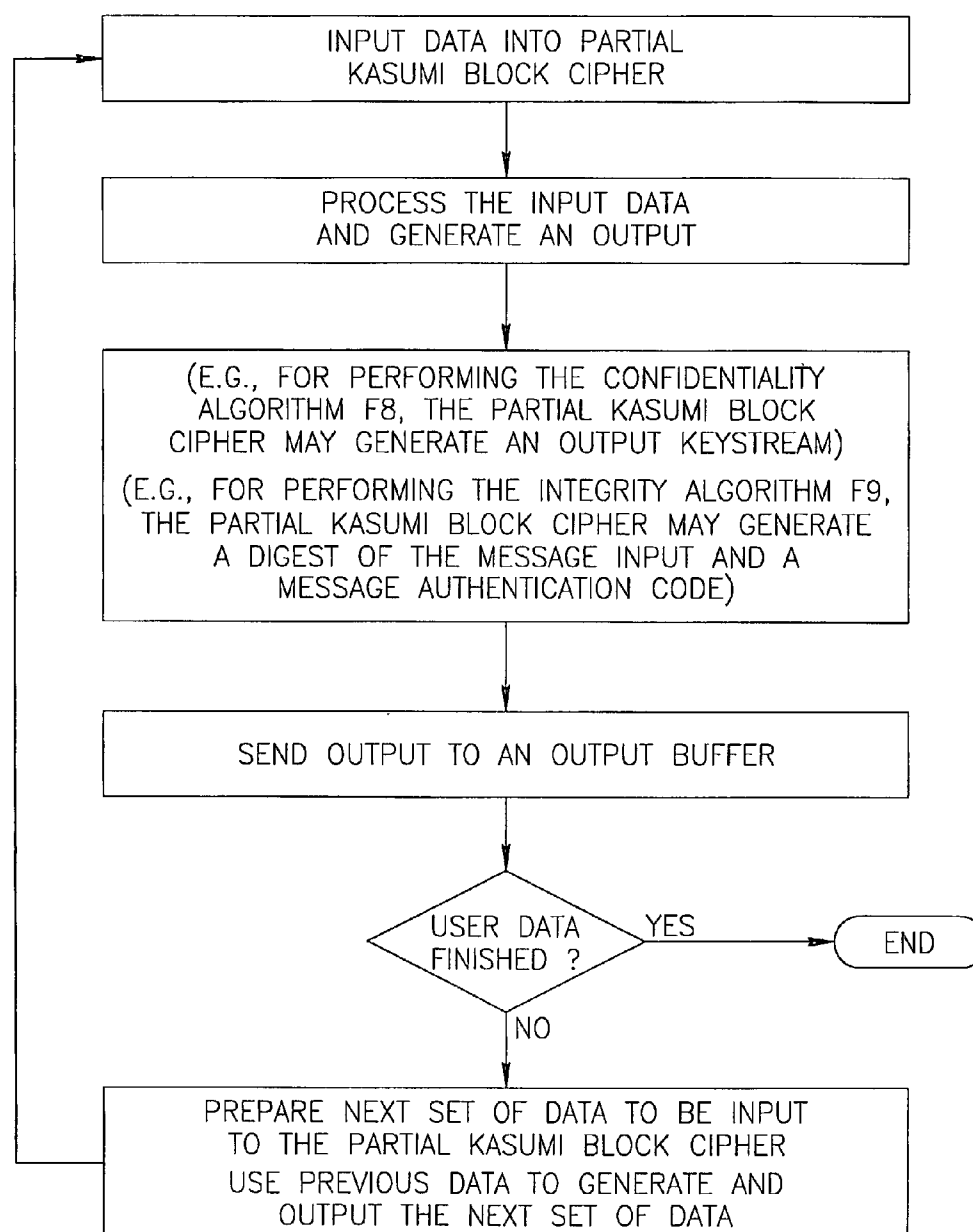 INPUT DATA INTO PARTIAL
KASUMI BLOCK CIPHER
PROCESS THE INPUT DATA
AND GENERATE AN OUTPUT
(E.G., FOR PERFORMING THE CONFIDENTIALITY
ALGORITHM F8, THE PARTIAL KASUMI BLOCK
CIPHER MAY GENERATE AN OUTPUT KEYSTREAM)
(E.G., FOR PERFORMING THE INTEGRITY ALGORITHM F9,
THE PARTIAL KASUMI BLOCK CIPHER MAY GENERATE
A DIGEST OF THE MESSAGE INPUT AND A
MESSAGE AUTHENTICATION CODE)
SEND OUTPUT TO AN OUTPUT BUFFER
USER DATA
FINISHED ?
YES
END
NO
PREPARE NEXT SET OF DATA TO BE INPUT
TO THE PARTIAL KASUMI BLOCK CIPHER
USE PREVIOUS DATA TO GENERATE AND
OUTPUT THE NEXT SET OF DATA